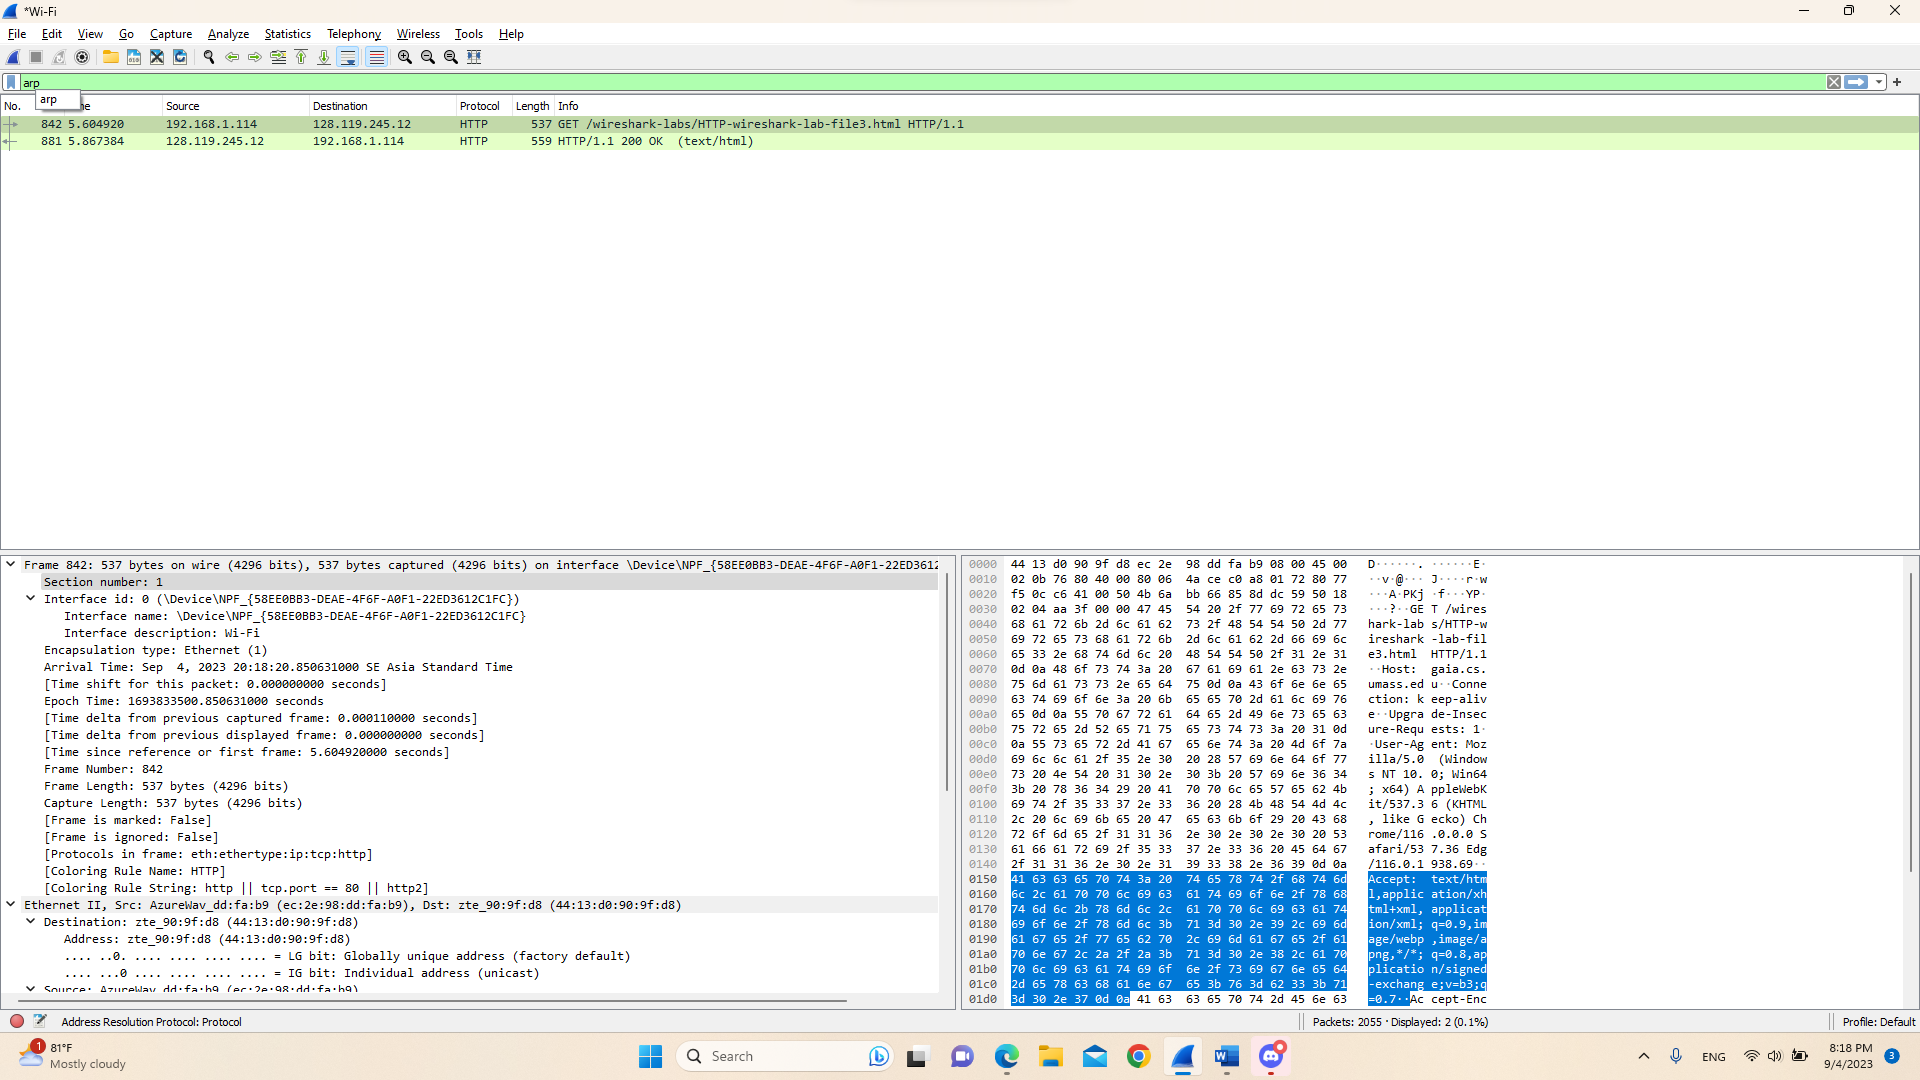 *Wi-Fi
File Edit View Go Capture Analyze Statistics Telephony Wireless Tools Help
arp
arp
No. Source Destination Protocol Length Info
842 5.604920 192.168.1.114 128.119.245.12 HTTP 537 GET /wireshark-labs/HTTP-wireshark-lab-file3.html HTTP/1.1
881 5.867384 128.119.245.12 192.168.1.114 HTTP 559 HTTP/1.1 200 OK (text/html)
Frame 842: 537 bytes on wire (4296 bits), 537 bytes captured (4296 bits) on interface \Device\NPF_{58EE0BB3-DEAE-4F6F-A0F1-22ED3612
Section number: 1
Interface id: 0 (\Device\NPF_{58EE0BB3-DEAE-4F6F-A0F1-22ED3612C1FC})
Interface name: \Device\NPF_{58EE0BB3-DEAE-4F6F-A0F1-22ED3612C1FC}
Interface description: Wi-Fi
Encapsulation type: Ethernet (1)
Arrival Time: Sep 4, 2023 20:18:20.850631000 SE Asia Standard Time
[Time shift for this packet: 0.000000000 seconds]
Epoch Time: 1693833500.850631000 seconds
[Time delta from previous captured frame: 0.000110000 seconds]
[Time delta from previous displayed frame: 0.000000000 seconds]
[Time since reference or first frame: 5.604920000 seconds]
Frame Number: 842
Frame Length: 537 bytes (4296 bits)
Capture Length: 537 bytes (4296 bits)
[Frame is marked: False]
[Frame is ignored: False]
[Protocols in frame: eth:ethertype:ip:tcp:http]
[Coloring Rule Name: HTTP]
[Coloring Rule String: http || tcp.port == 80 || http2]
Ethernet II, Src: AzureWav_dd:fa:b9 (ec:2e:98:dd:fa:b9), Dst: zte_90:9f:d8 (44:13:d0:90:9f:d8)
Destination: zte_90:9f:d8 (44:13:d0:90:9f:d8)
Address: zte_90:9f:d8 (44:13:d0:90:9f:d8)
.... ..0. .... .... .... .... = LG bit: Globally unique address (factory default)
.... ...0 .... .... .... .... = IG bit: Individual address (unicast)
Source: AzureWav_dd:fa:b9 (ec:2e:98:dd:fa:b9)
0000 44 13 d0 90 9f d8 ec 2e 98 dd fa b9 08 00 45 00 D······. ······E·
0010 02 0b 76 80 40 00 80 06 4a ce c0 a8 01 72 80 77 ··v·@··· J····r·w
0020 f5 0c c6 41 00 50 4b 6a bb 66 85 8d dc 59 50 18 ···A·PKj ·f···YP·
0030 02 04 aa 3f 00 00 47 45 54 20 2f 77 69 72 65 73 ···?··GE T /wires
0040 68 61 72 6b 2d 6c 61 62 73 2f 48 54 54 50 2d 77 hark-lab s/HTTP-w
0050 69 72 65 73 68 61 72 6b 2d 6c 61 62 2d 66 69 6c ireshark -lab-fil
0060 65 33 2e 68 74 6d 6c 20 48 54 54 50 2f 31 2e 31 e3.html HTTP/1.1
0070 0d 0a 48 6f 73 74 3a 20 67 61 69 61 2e 63 73 2e ··Host: gaia.cs.
0080 75 6d 61 73 73 2e 65 64 75 0d 0a 43 6f 6e 6e 65 umass.ed u··Conne
0090 63 74 69 6f 6e 3a 20 6b 65 65 70 2d 61 6c 69 76 ction: k eep-aliv
00a0 65 0d 0a 55 70 67 72 61 64 65 2d 49 6e 73 65 63 e··Upgra de-Insec
00b0 75 72 65 2d 52 65 71 75 65 73 74 73 3a 20 31 0d ure-Requ ests: 1·
00c0 0a 55 73 65 72 2d 41 67 65 6e 74 3a 20 4d 6f 7a ·User-Ag ent: Moz
00d0 69 6c 6c 61 2f 35 2e 30 20 28 57 69 6e 64 6f 77 illa/5.0 (Window
00e0 73 20 4e 54 20 31 30 2e 30 3b 20 57 69 6e 36 34 s NT 10. 0; Win64
00f0 3b 20 78 36 34 29 20 41 70 70 6c 65 57 65 62 4b ; x64) A ppleWebK
0100 69 74 2f 35 33 37 2e 33 36 20 28 4b 48 54 4d 4c it/537.3 6 (KHTML
0110 2c 20 6c 69 6b 65 20 47 65 63 6b 6f 29 20 43 68 , like G ecko) Ch
0120 72 6f 6d 65 2f 31 31 36 2e 30 2e 30 2e 30 20 53 rome/116 .0.0.0 S
0130 61 66 61 72 69 2f 35 33 37 2e 33 36 20 45 64 67 afari/53 7.36 Edg
0140 2f 31 31 36 2e 30 2e 31 39 33 38 2e 36 39 0d 0a /116.0.1 938.69··
0150 41 63 63 65 70 74 3a 20 74 65 78 74 2f 68 74 6d Accept: text/htm
0160 6c 2c 61 70 70 6c 69 63 61 74 69 6f 6e 2f 78 68 l,applic ation/xh
0170 74 6d 6c 2b 78 6d 6c 2c 61 70 70 6c 69 63 61 74 tml+xml, applicat
0180 69 6f 6e 2f 78 6d 6c 3b 71 3d 30 2e 39 2c 69 6d ion/xml; q=0.9,im
0190 61 67 65 2f 77 65 62 70 2c 69 6d 61 67 65 2f 61 age/webp ,image/a
01a0 70 6e 67 2c 2a 2f 2a 3b 71 3d 30 2e 38 2c 61 70 png,*/*; q=0.8,ap
01b0 70 6c 69 63 61 74 69 6f 6e 2f 73 69 67 6e 65 64 plicatio n/signed
01c0 2d 65 78 63 68 61 6e 67 65 3b 76 3d 62 33 3b 71 -exchang e;v=b3;q
01d0 3d 30 2e 37 0d 0a 41 63 63 65 70 74 2d 45 6e 63 =0.7··Ac cept-Enc
Address Resolution Protocol: Protocol
Packets: 2055 · Displayed: 2 (0.1%)
Profile: Default
1
81°F
Mostly cloudy
Search
ENG
8:18 PM
9/4/2023
3